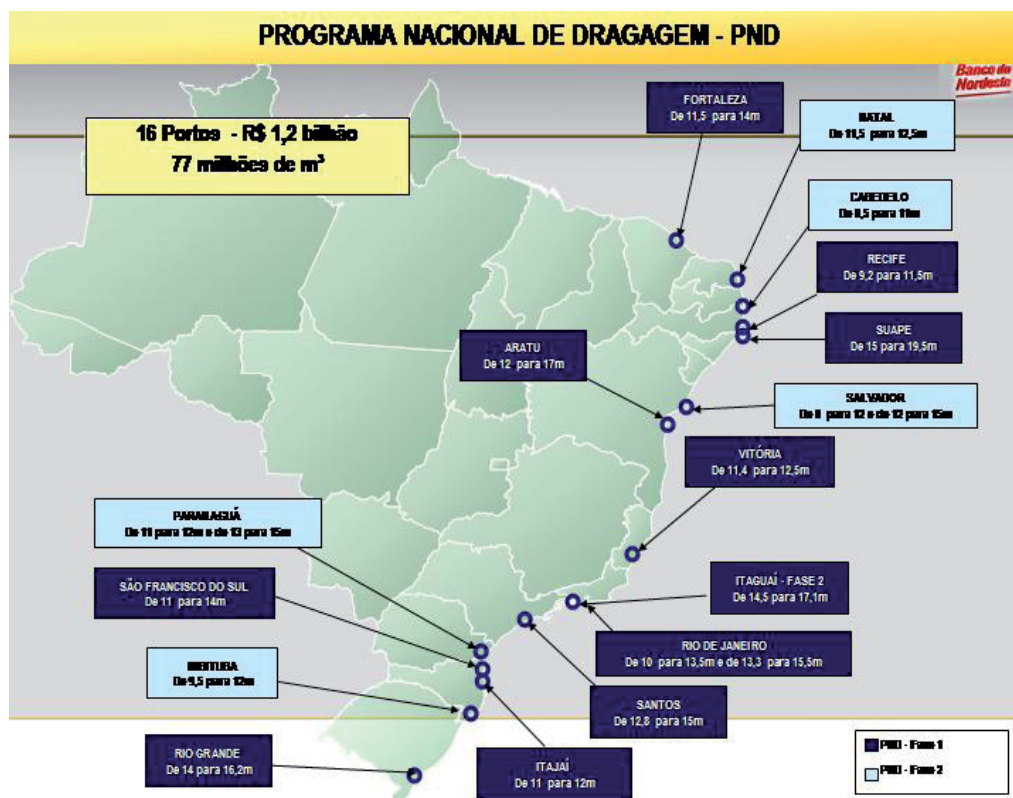 PROGRAMA NACIONAL DE DRAGAGEM - PND
Banco do
Nordeste
16 Portos - R$ 1,2 bilhão
77 milhões de m³
FORTALEZA
De 11,5 para 14m
NATAL
De 11,5 para 12,5m
CABEDELO
para 11m
RECIFE
De 9,2 para 11,5m
SUAPE
De 15 para 19,5m
ARATU
De 12 para 17m
SALVADOR
De 8 para 12 e de 12 para 15m
VITÓRIA
De 11,4 para 12,5m
PARANAGUÁ
De 11 para 12m e de 13 para 15m
SÃO FRANCISCO DO SUL
De 11 para 14m
ITAGUAÍ - FASE 2
De 14,5 para 17,1m
RIO DE JANEIRO
De 10 para 13,5m e de 13,3 para 15,5m
IMBITUBA
De 9,5 para 12m
SANTOS
De 12,8 para 15m
RIO GRANDE
De 14 para 16,2m
ITAJAÍ
De 11 para 12m
PND - Fase 1
PND - Fase 2